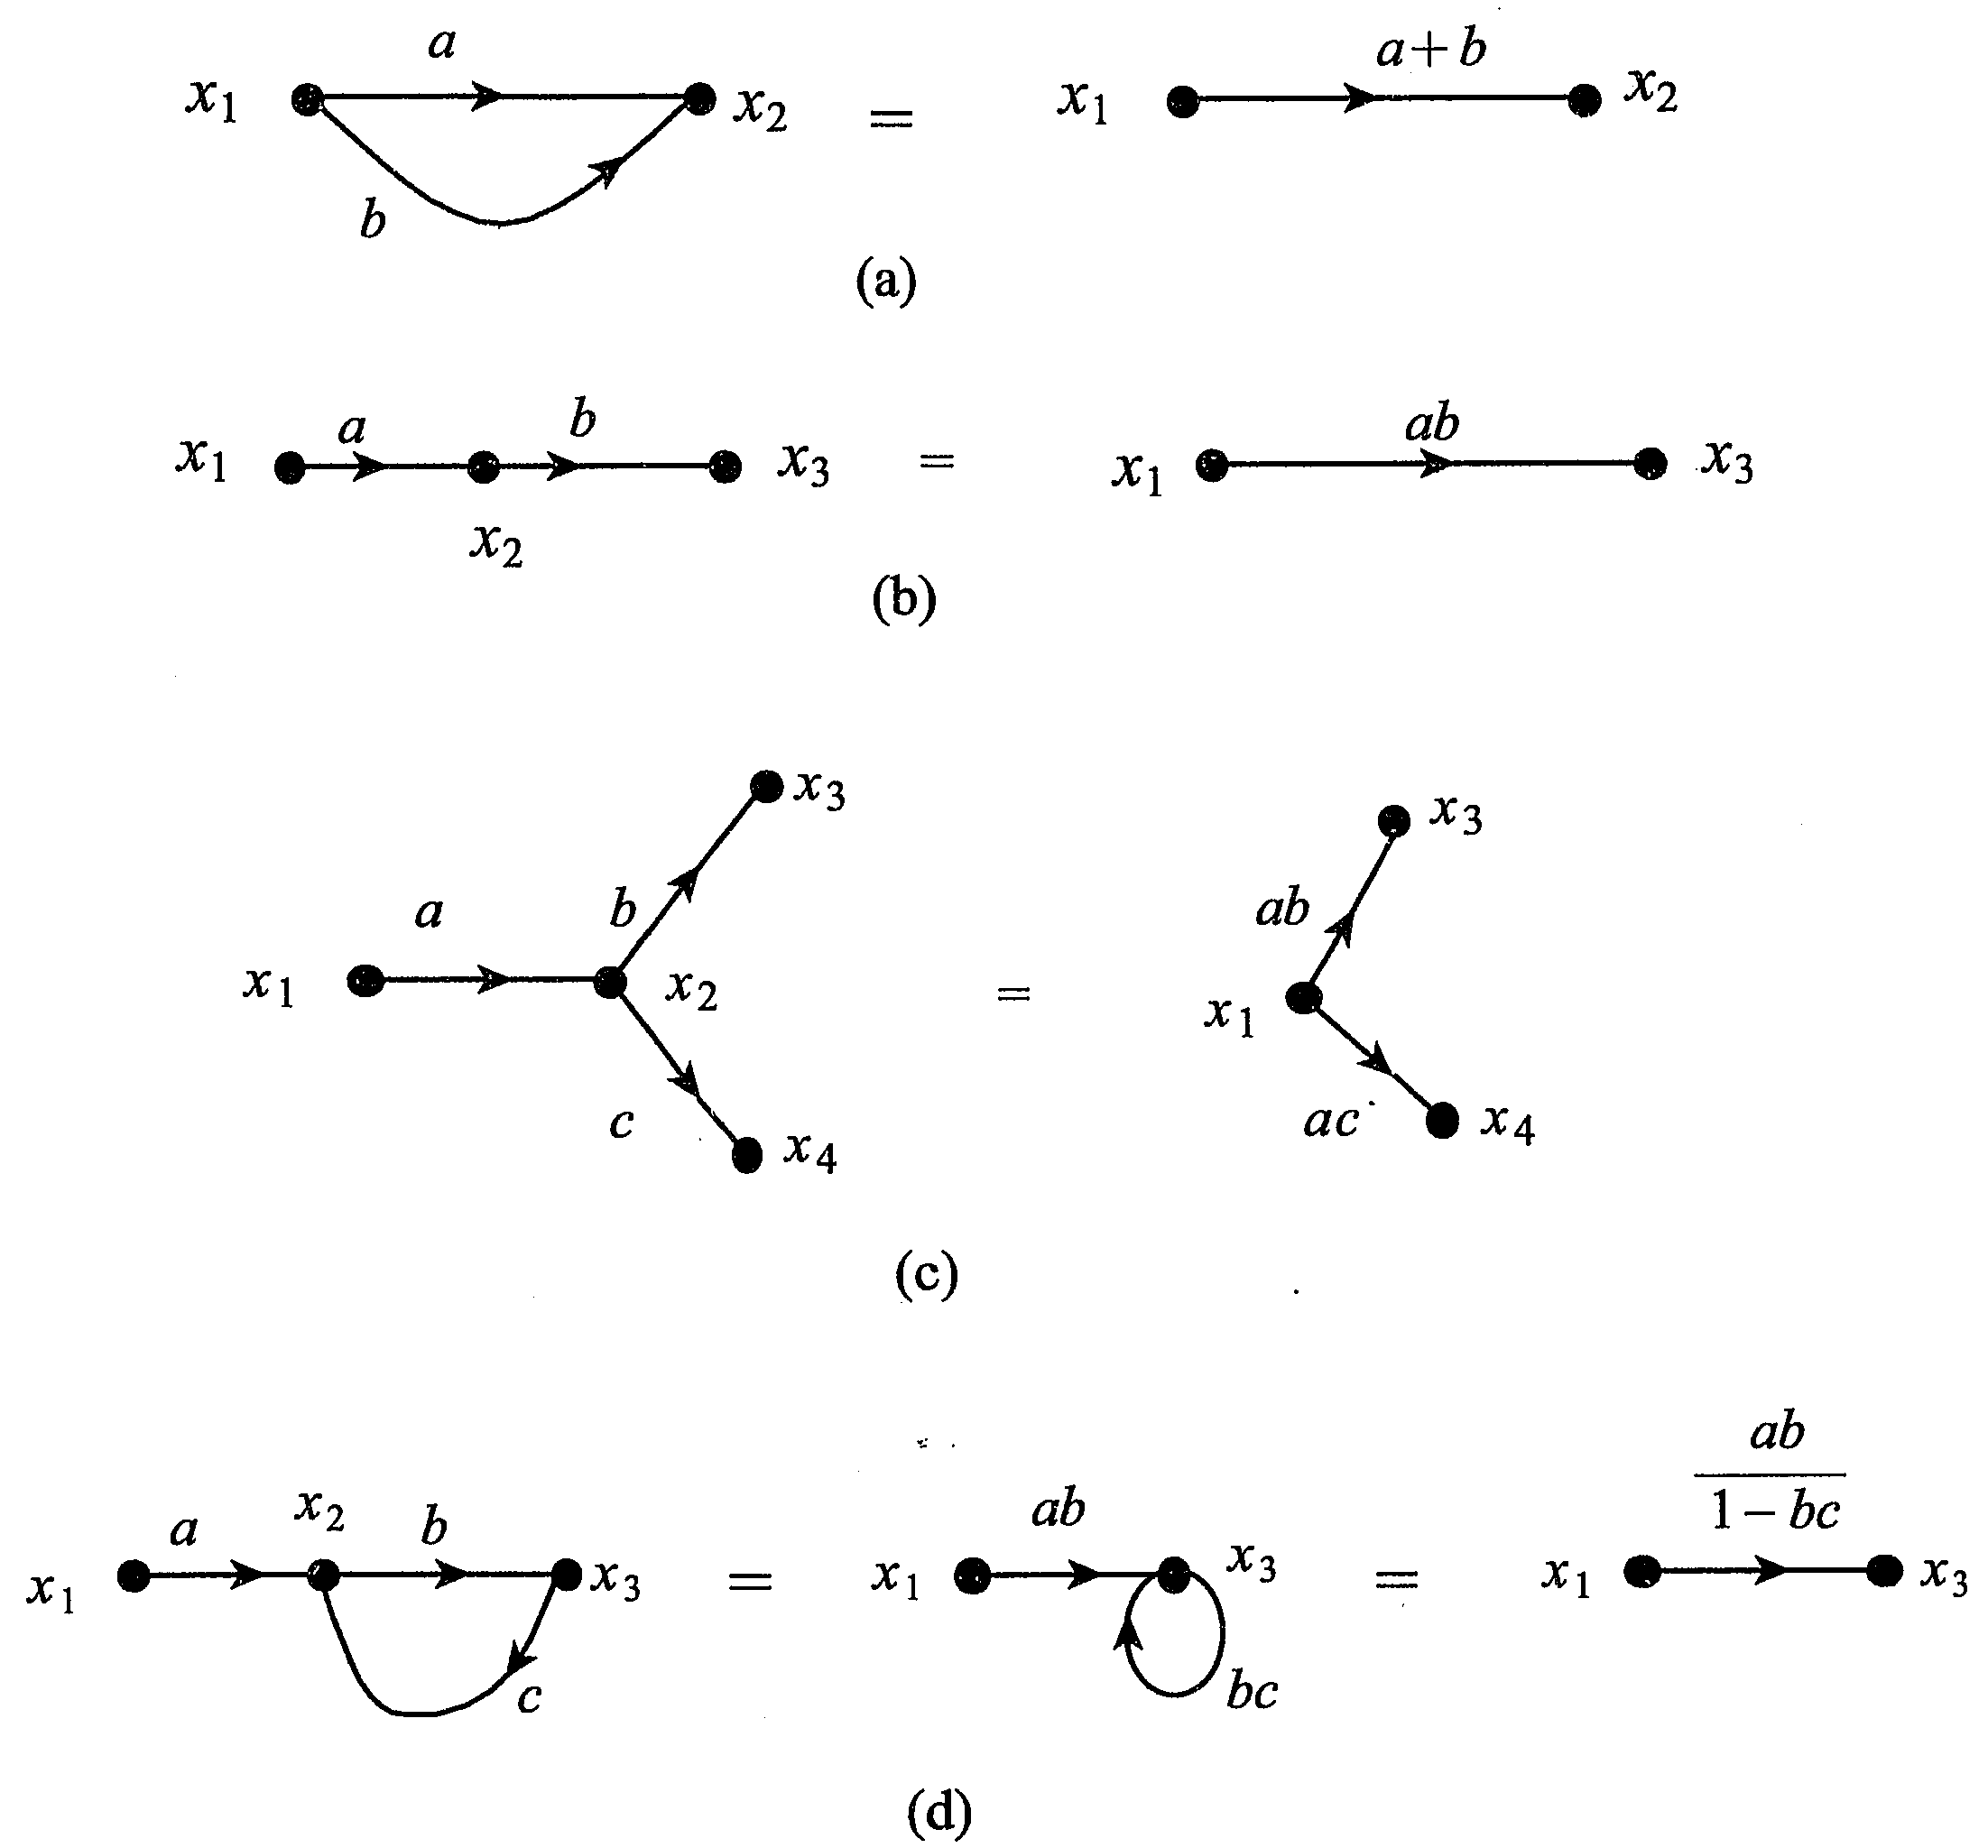 a
a+b
x1 x2 = x1 x2
b
(a)
a b ab
x1 x3 = x1 x3
x2
(b)
x3 x3
a b ab
x1 x2 = x1
c ac
x4 x4
(c)
ab
a x2 b ab 1−bc
x1 x3 = x1 x3 = x1 x3
c bc
(d)